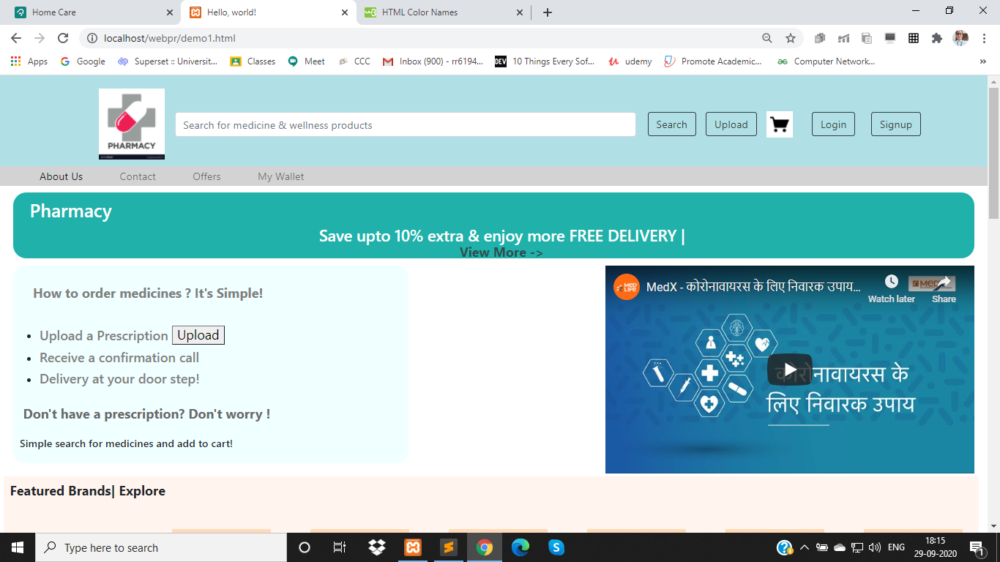 Home Care
Hello, world!
HTML Color Names
localhost/webpr/demo1.html
Apps
Google
Superset :: Universit...
Classes
Meet
CCC
Inbox (900) - rr6194...
DEV
10 Things Every Sof...
udemy
Promote Academic...
Computer Network...
PHARMACY
Search for medicine & wellness products
Search
Upload
Login
Signup
About Us
Contact
Offers
My Wallet
Pharmacy
Save upto 10% extra & enjoy more FREE DELIVERY |
View More ->
How to order medicines ? It's Simple!
Upload a Prescription Upload
Receive a confirmation call
Delivery at your door step!
Don't have a prescription? Don't worry !
Simple search for medicines and add to cart!
MED LIFE
MedX - कोरोनावायरस के लिए निवारक उपाय...
Watch later
Share
कोरोनावायरस के
लिए निवारक उपाय
Featured Brands| Explore
Type here to search
ENG
18:15
29-09-2020
1